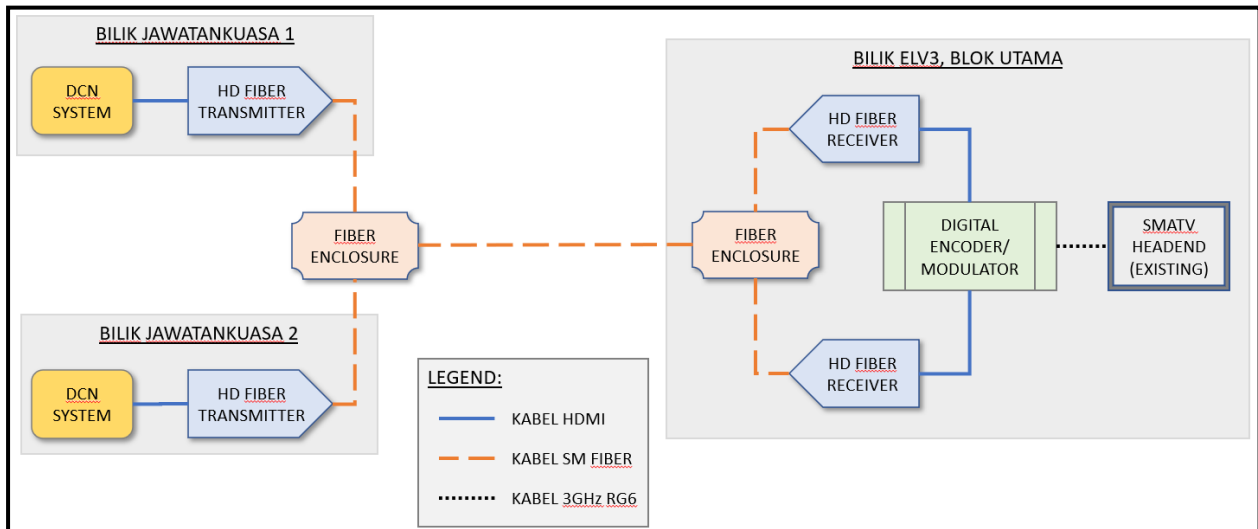 BILIK JAWATANKUASA 1
DCN
SYSTEM
HD FIBER
TRANSMITTER
FIBER
ENCLOSURE
BILIK JAWATANKUASA 2
DCN
SYSTEM
HD FIBER
TRANSMITTER
LEGEND:
KABEL HDMI
KABEL SM FIBER
KABEL 3GHz RG6
BILIK ELV3, BLOK UTAMA
HD FIBER
RECEIVER
FIBER
ENCLOSURE
DIGITAL
ENCODER/
MODULATOR
SMATV
HEADEND
(EXISTING)
HD FIBER
RECEIVER